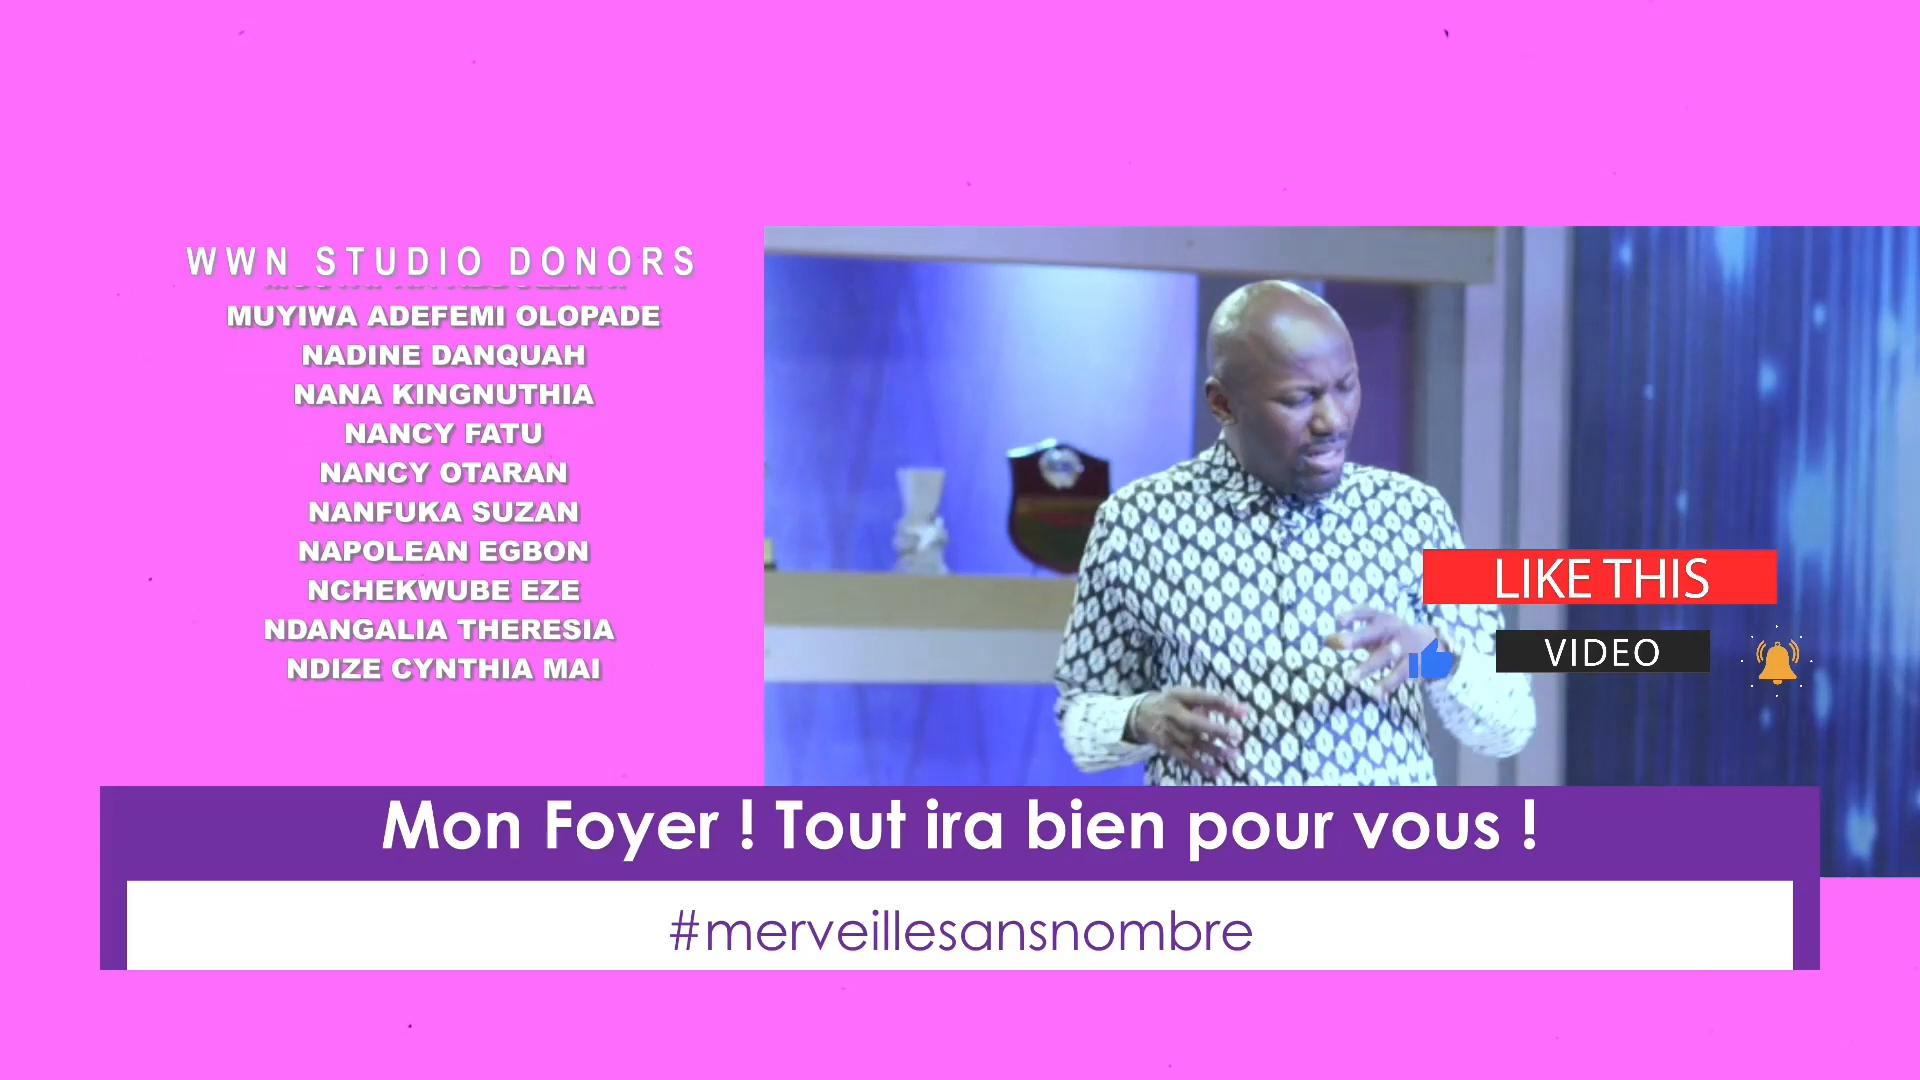 WWN STUDIO DONORS
MUYIWA ADEFEMI OLOPADE
NADINE DANQUAH
NANA KINGNUTHIA
NANCY FATU
NANCY OTARAN
NANFUKA SUZAN
NAPOLEAN EGBON
NCHEKWUBE EZE
NDANGALIA THERESIA
NDIZE CYNTHIA MAI
LIKE THIS
VIDEO
Mon Foyer ! Tout ira bien pour vous !
#merveillesansnombre